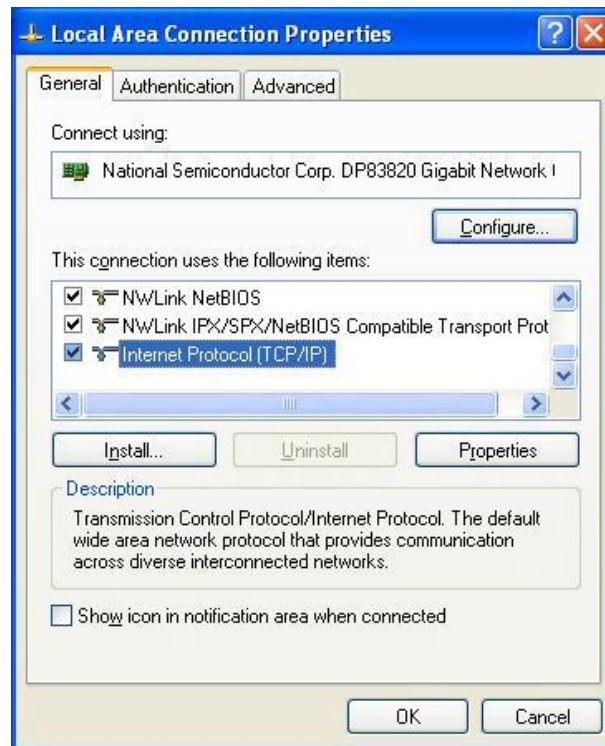 Local Area Connection Properties
General Authentication Advanced
Connect using:
National Semiconductor Corp. DP83820 Gigabit Network
Configure...
This connection uses the following items:
NWLink NetBIOS
NWLink IPX/SPX/NetBIOS Compatible Transport Prot
Internet Protocol (TCP/IP)
Install... Uninstall Properties
Description
Transmission Control Protocol/Internet Protocol. The default
wide area network protocol that provides communication
across diverse interconnected networks.
Show icon in notification area when connected
OK Cancel